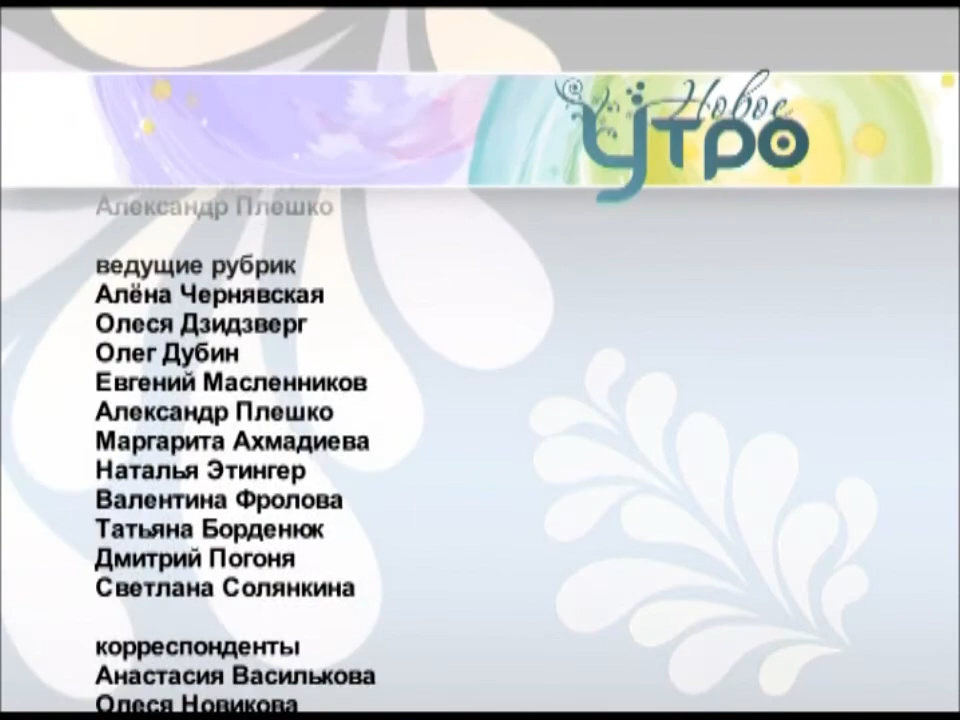 Новое
Утро
Александр Плешко
ведущие рубрик
Алёна Чернявская
Олеся Дзидзверг
Олег Дубин
Евгений Масленников
Александр Плешко
Маргарита Ахмадиева
Наталья Этингер
Валентина Фролова
Татьяна Борденюк
Дмитрий Погоня
Светлана Солянкина
корреспонденты
Анастасия Василькова
Олеся Новикова